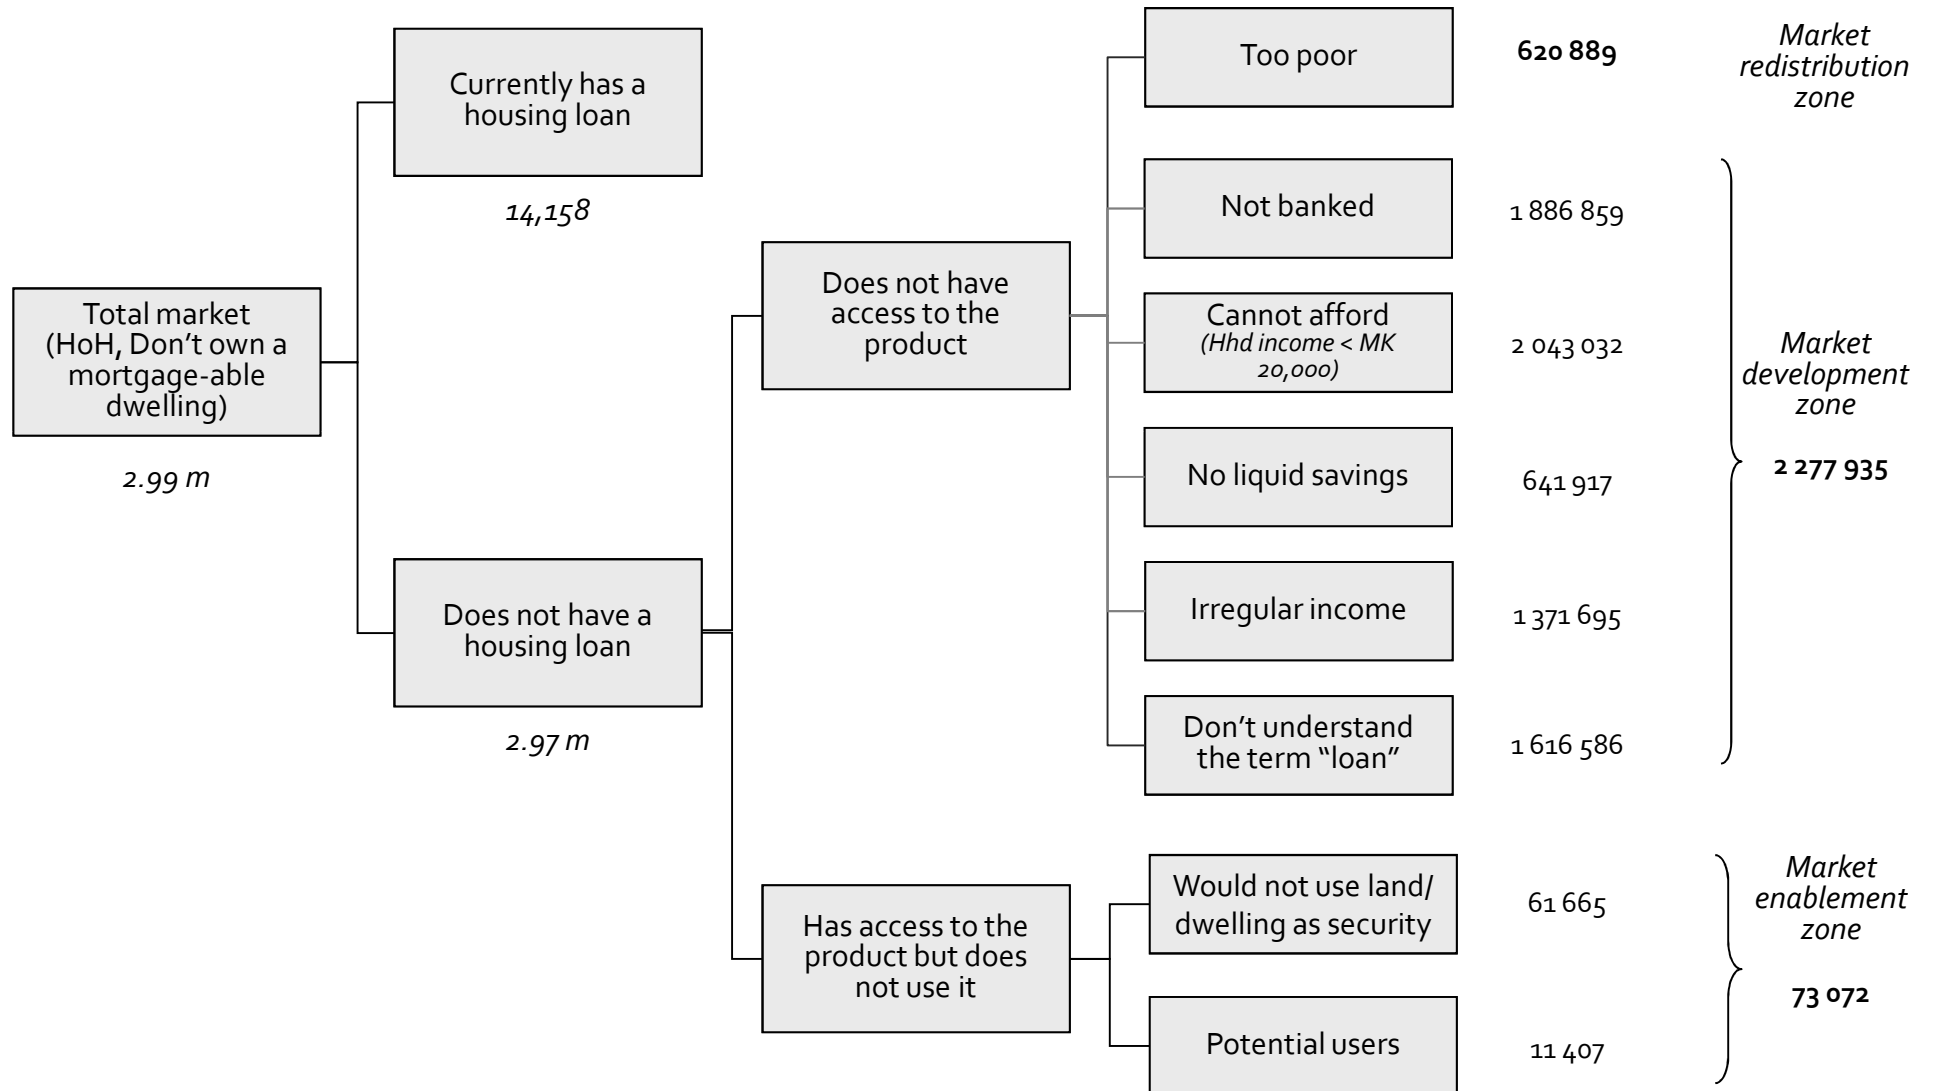 Total market
(HoH, Don't own a
mortgage-able
dwelling)
2.99 m
Currently has a
housing loan
14,158
Does not have a
housing loan
2.97 m
Does not have
access to the
product
Has access to the
product but does
not use it
Too poor
620 889
Market
redistribution
zone
Not banked
1 886 859
Cannot afford
(Hhd income < MK
20,000)
2 043 032
No liquid savings
641 917
Irregular income
1 371 695
Don't understand
the term “loan”
1 616 586
Market
development
zone
2 277 935
Would not use land/
dwelling as security
61 665
Potential users
11 407
Market
enablement
zone
73 072